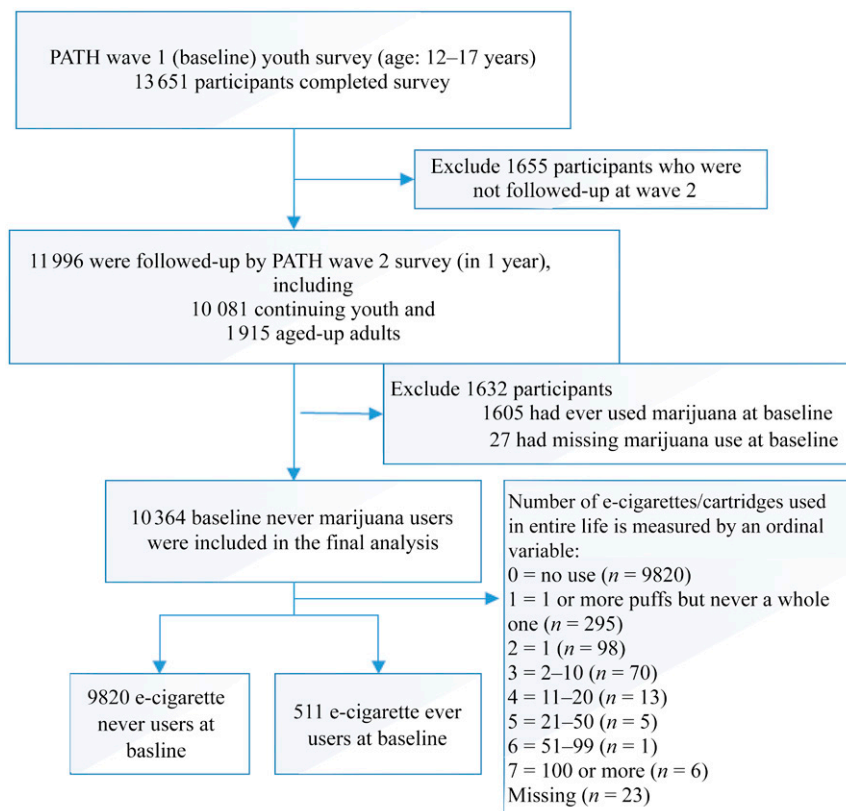 PATH wave 1 (baseline) youth survey (age: 12–17 years)
13 651 participants completed survey
Exclude 1655 participants who were
not followed-up at wave 2
11 996 were followed-up by PATH wave 2 survey (in 1 year),
including
10 081 continuing youth and
1 915 aged-up adults
Exclude 1632 participants
1605 had ever used marijuana at baseline
27 had missing marijuana use at baseline
10 364 baseline never marijuana users
were included in the final analysis
Number of e-cigarettes/cartridges used
in entire life is measured by an ordinal
variable:
0 = no use (n = 9820)
1 = 1 or more puffs but never a whole
one (n = 295)
2 = 1 (n = 98)
3 = 2–10 (n = 70)
4 = 11–20 (n = 13)
5 = 21–50 (n = 5)
6 = 51–99 (n = 1)
7 = 100 or more (n = 6)
Missing (n = 23)
9820 e-cigarette
never users at
basline
511 e-cigarette ever
users at baseline